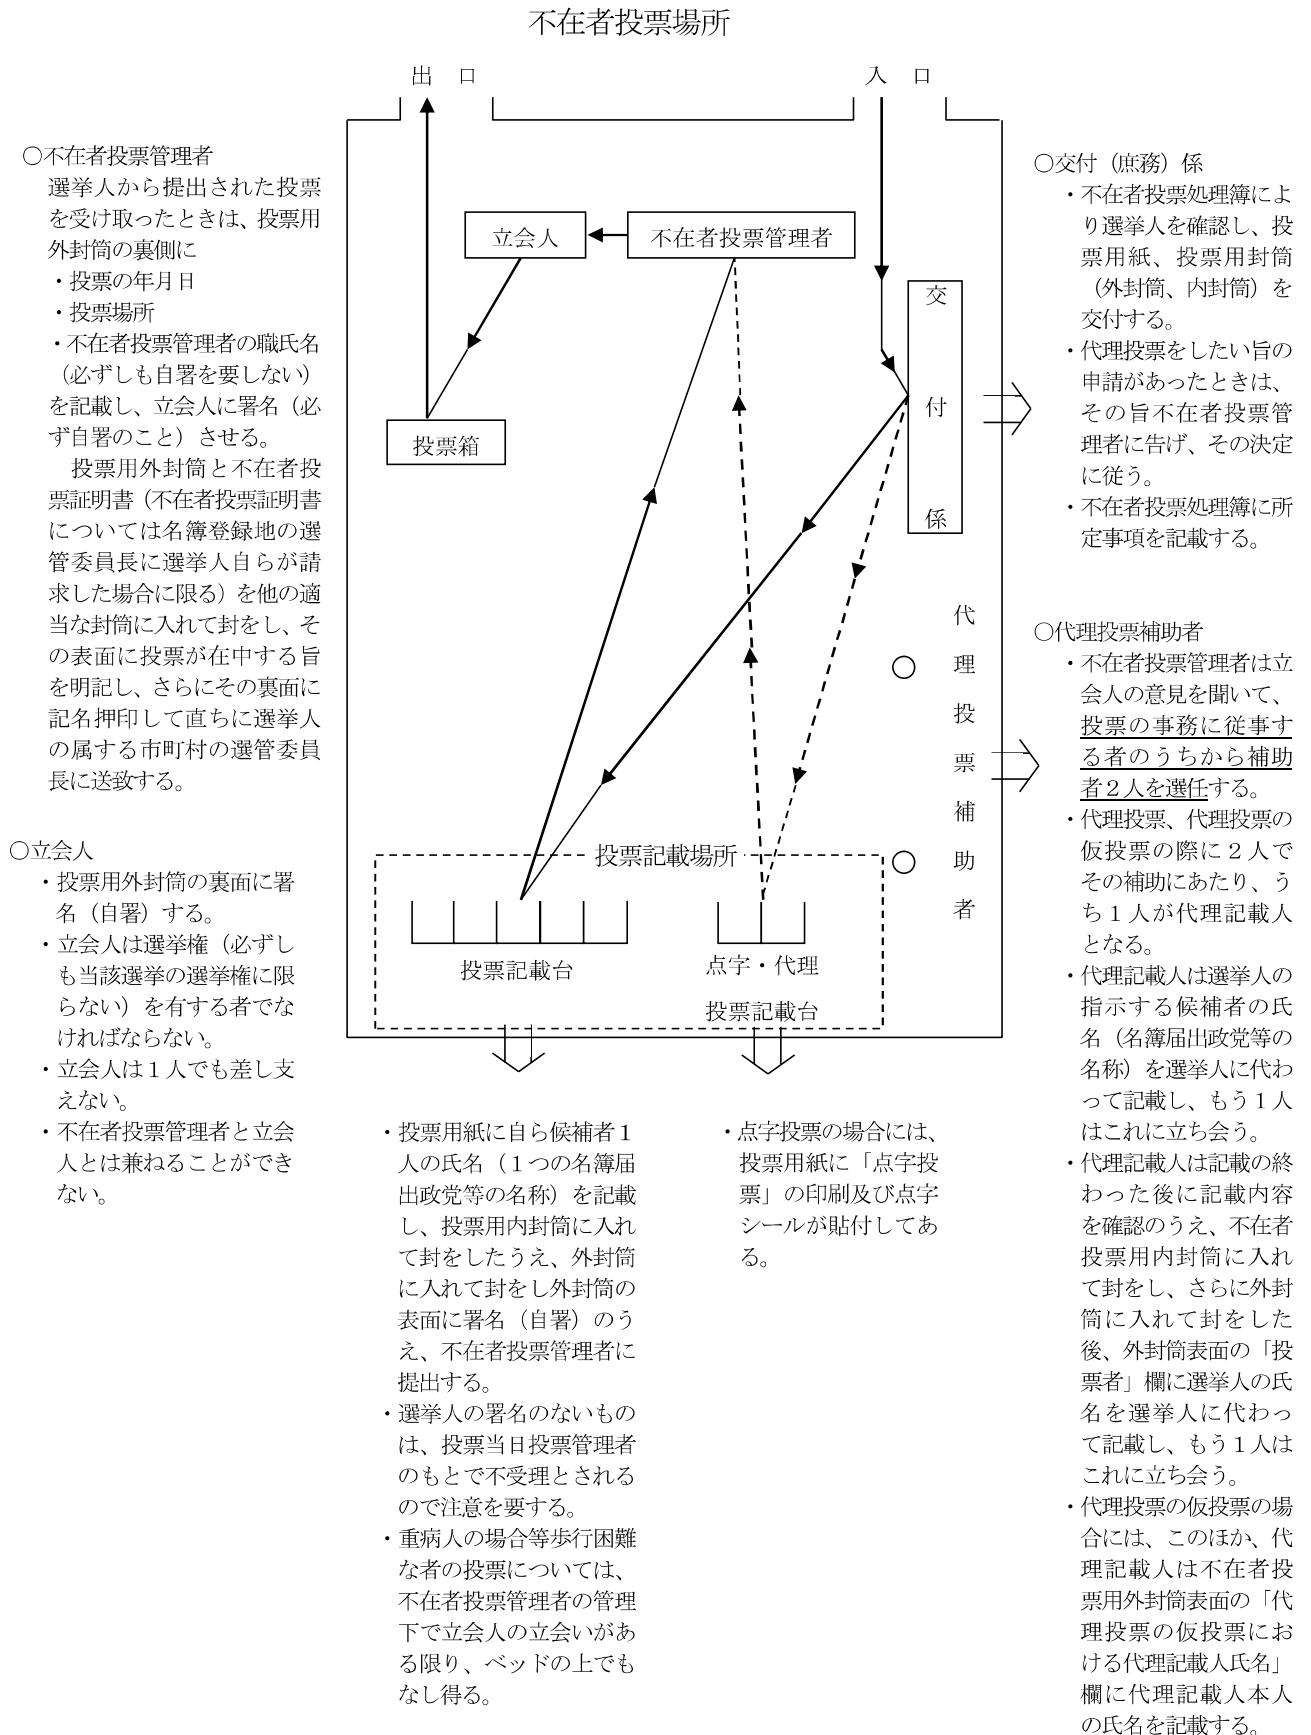 不在者投票場所
出　口
入　口
○不在者投票管理者
選挙人から提出された投票
を受け取ったときは、投票用
外封筒の裏側に
・投票の年月日
・投票場所
・不在者投票管理者の職氏名
（必ずしも自署を要しない）
を記載し、立会人に署名（必
ず自署のこと）させる。
　投票用外封筒と不在者投
票証明書（不在者投票証明書
については名簿登録地の選
管委員長に選挙人自らが請
求した場合に限る）を他の適
当な封筒に入れて封をし、そ
の表面に投票が在中する旨
を明記し、さらにその裏面に
記名押印して直ちに選挙人
の属する市町村の選管委員
長に送致する。
○立会人
・投票用外封筒の裏面に署
名（自署）する。
・立会人は選挙権（必ずし
も当該選挙の選挙権に限
らない）を有する者でな
ければならない。
・立会人は１人でも差し支
えない。
・不在者投票管理者と立会
人とは兼ねることができ
ない。
立会人
不在者投票管理者
投票箱
交付係
代理投票補助者
投票記載場所
投票記載台
点字・代理
投票記載台
・投票用紙に自ら候補者１
人の氏名（１つの名簿届
出政党等の名称）を記載
し、投票用内封筒に入れ
て封をしたうえ、外封筒
に入れて封をし外封筒の
表面に署名（自署）のう
え、不在者投票管理者に
提出する。
・選挙人の署名のないもの
は、投票当日投票管理者
のもとで不受理とされる
ので注意を要する。
・重病人の場合等歩行困難
な者の投票については、
不在者投票管理者の管理
下で立会人の立会いがあ
る限り、ベッドの上でも
なし得る。
・点字投票の場合には、
投票用紙に「点字投
票」の印刷及び点字
シールが貼付してあ
る。
○交付（庶務）係
・不在者投票処理簿によ
り選挙人を確認し、投
票用紙、投票用封筒
（外封筒、内封筒）を
交付する。
・代理投票をしたい旨の
申請があったときは、
その旨不在者投票管
理者に告げ、その決定
に従う。
・不在者投票処理簿に所
定事項を記載する。
○代理投票補助者
・不在者投票管理者は立
会人の意見を聞いて、
投票の事務に従事す
る者のうちから補助
者２人を選任する。
・代理投票、代理投票の
仮投票の際に２人で
その補助にあたり、う
ち１人が代理記載人
となる。
・代理記載人は選挙人の
指示する候補者の氏
名（名簿届出政党等の
名称）を選挙人に代わ
って記載し、もう１人
はこれに立ち会う。
・代理記載人は記載の終
わった後に記載内容
を確認のうえ、不在者
投票用内封筒に入れ
て封をし、さらに外封
筒に入れて封をした
後、外封筒表面の「投
票者」欄に選挙人の氏
名を選挙人に代わっ
て記載し、もう１人は
これに立ち会う。
・代理投票の仮投票の場
合には、このほか、代
理記載人は不在者投
票用外封筒表面の「代
理投票の仮投票にお
ける代理記載人氏名」
欄に代理記載人本人
の氏名を記載する。